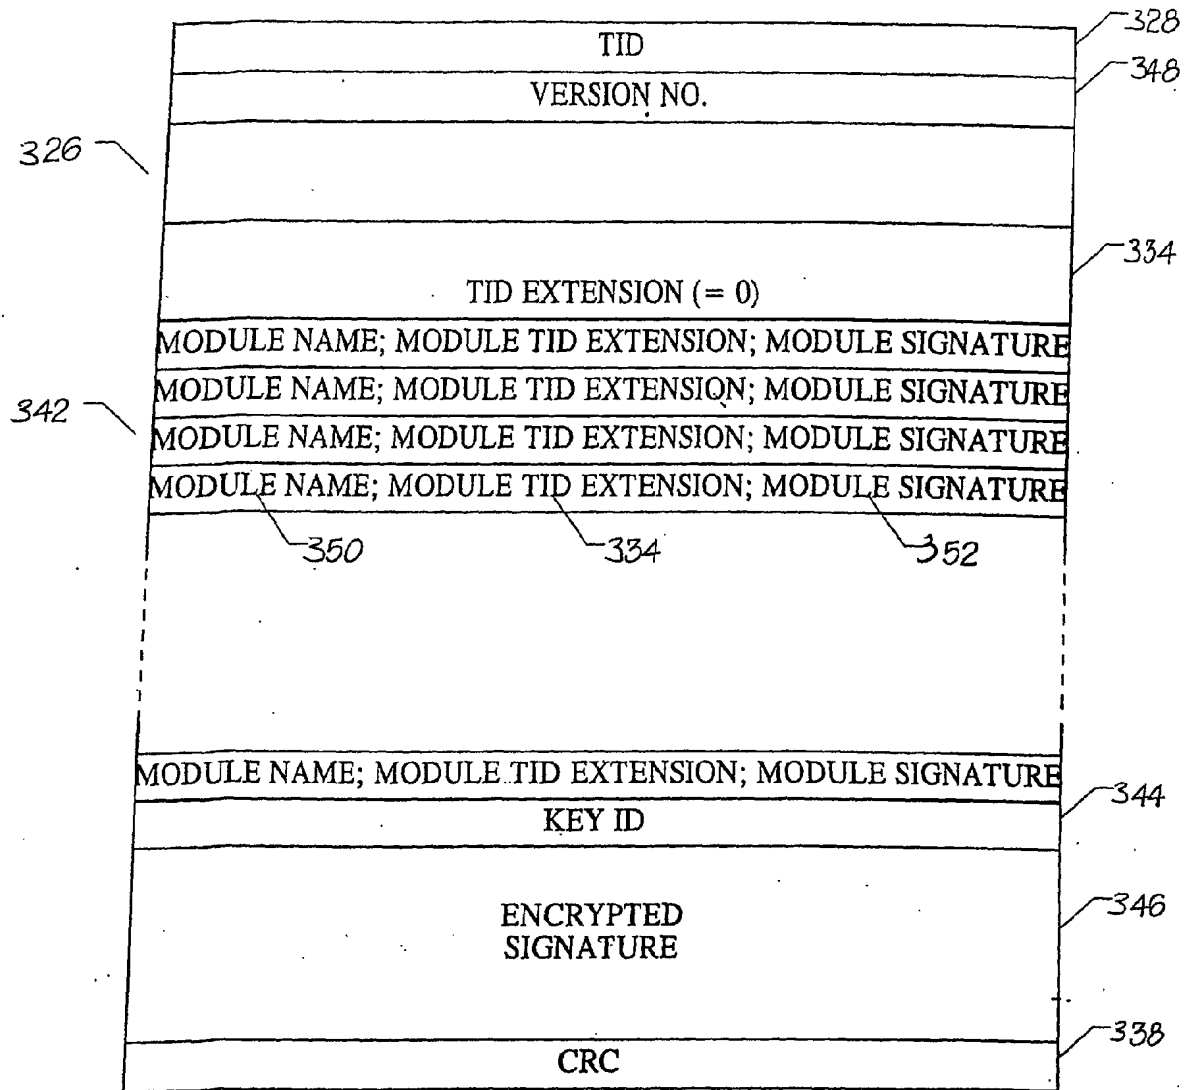 TID
328
VERSION NO.
348
326
TID EXTENSION (= 0)
334
MODULE NAME; MODULE TID EXTENSION; MODULE SIGNATURE
MODULE NAME; MODULE TID EXTENSION; MODULE SIGNATURE
342
MODULE NAME; MODULE TID EXTENSION; MODULE SIGNATURE
MODULE NAME; MODULE TID EXTENSION; MODULE SIGNATURE
350 334 352
MODULE NAME; MODULE TID EXTENSION; MODULE SIGNATURE
344
KEY ID
ENCRYPTED
SIGNATURE
346
338
CRC